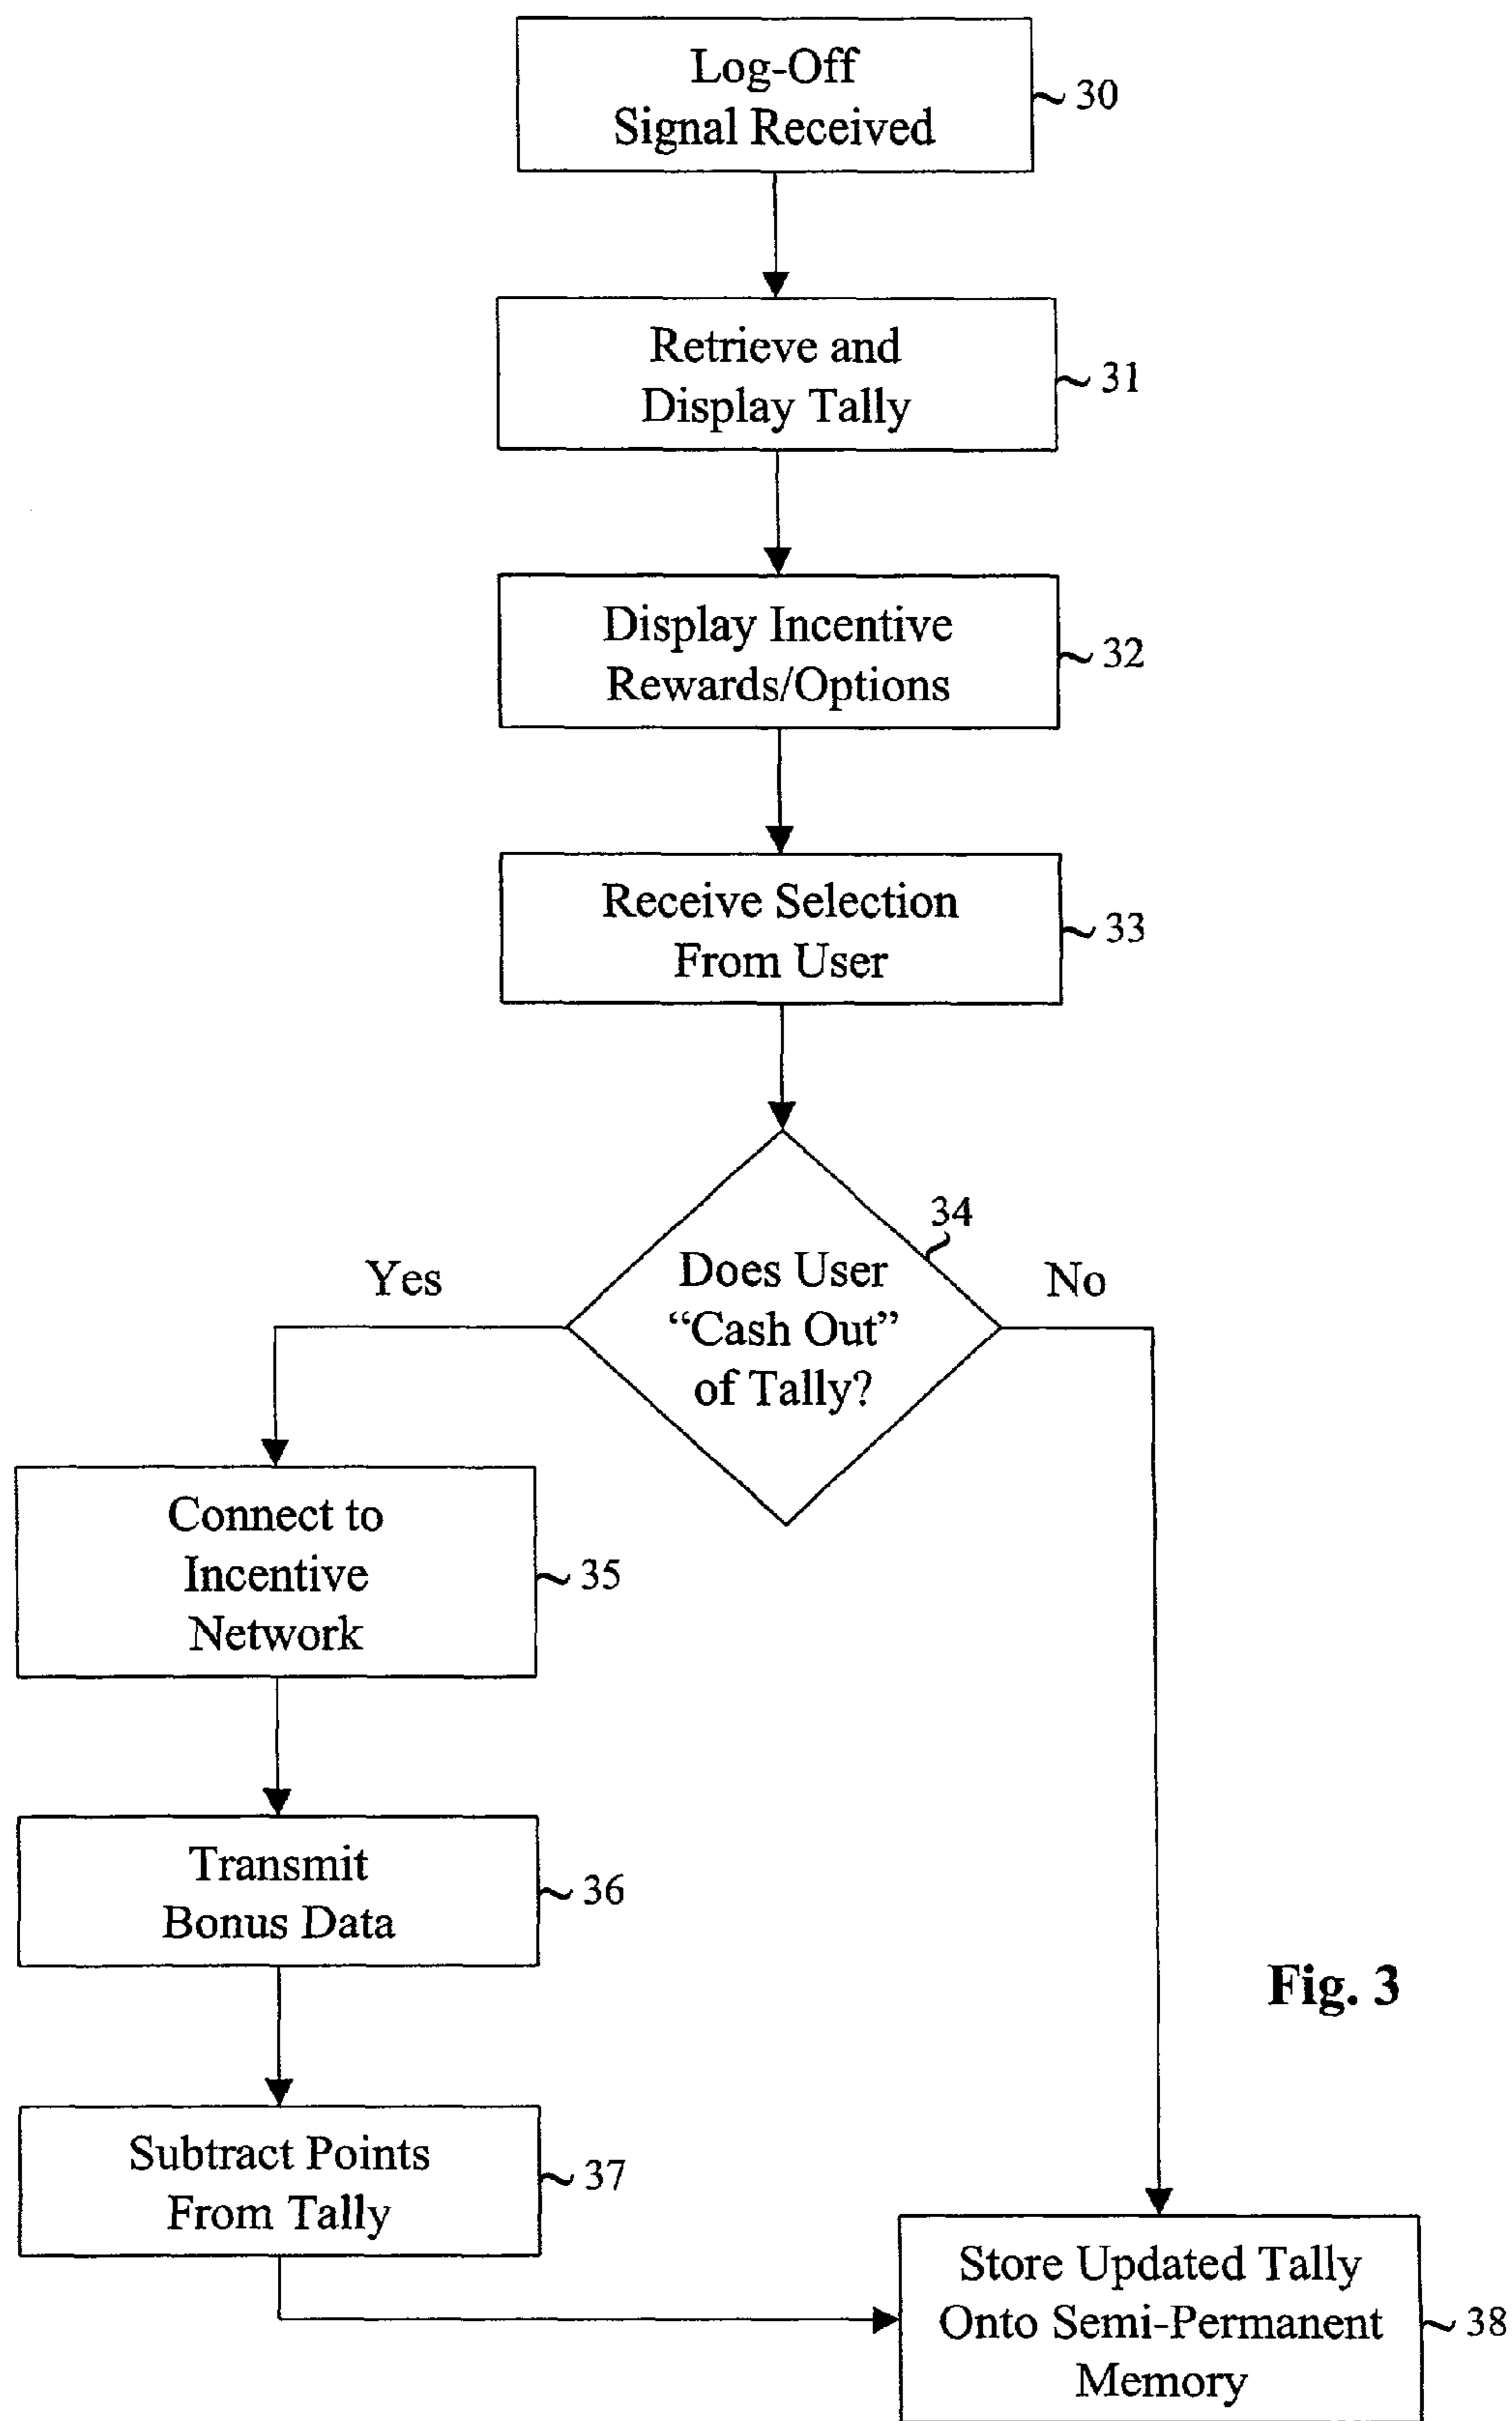 Log-Off
Signal Received
30
Retrieve and
Display Tally
31
Display Incentive
Rewards/Options
32
Receive Selection
From User
33
34
Does User
“Cash Out”
of Tally?
Yes
No
Connect to
Incentive
Network
35
Transmit
Bonus Data
36
Fig. 3
Subtract Points
From Tally
37
Store Updated Tally
Onto Semi-Permanent
Memory
38